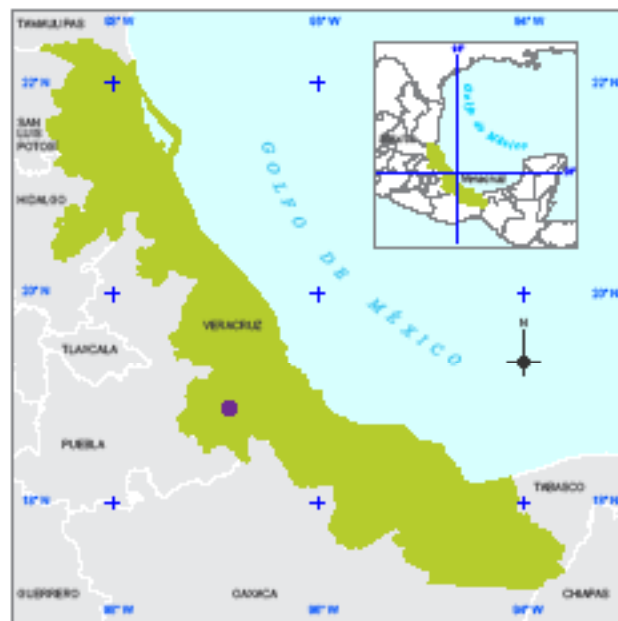 TAMAULIPAS
98° W
96° W
94° W
22° N
22° N
SAN
LUIS
POTOSÍ
HIDALGO
Golfo de México
Veracruz
GOLFO DE MÉXICO
20° N
20° N
N
VERACRUZ
TLAXCALA
PUEBLA
18° N
18° N
TABASCO
GUERRERO
OAXACA
CHIAPAS
98° W
96° W
94° W